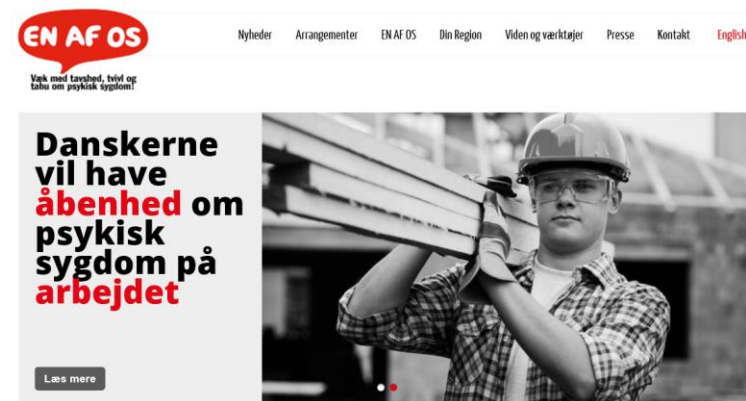 EN AF OS
Væk med tavshed, tvivl og
tabu om psykisk sygdom!
Nyheder Arrangementer EN AF OS Din Region Viden og værktøjer Presse Kontakt English
Danskerne
vil have
åbenhed om
psykisk
sygdom på
arbejdet
Læs mere